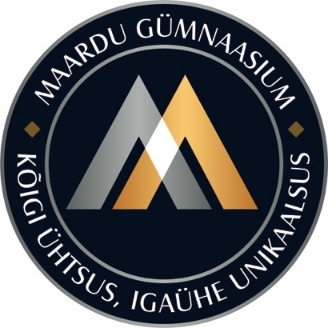 MAARDU GÜMNAASIUM
KÕIGI ÜHTSUS, IGAÜHE UNIKAALSUS